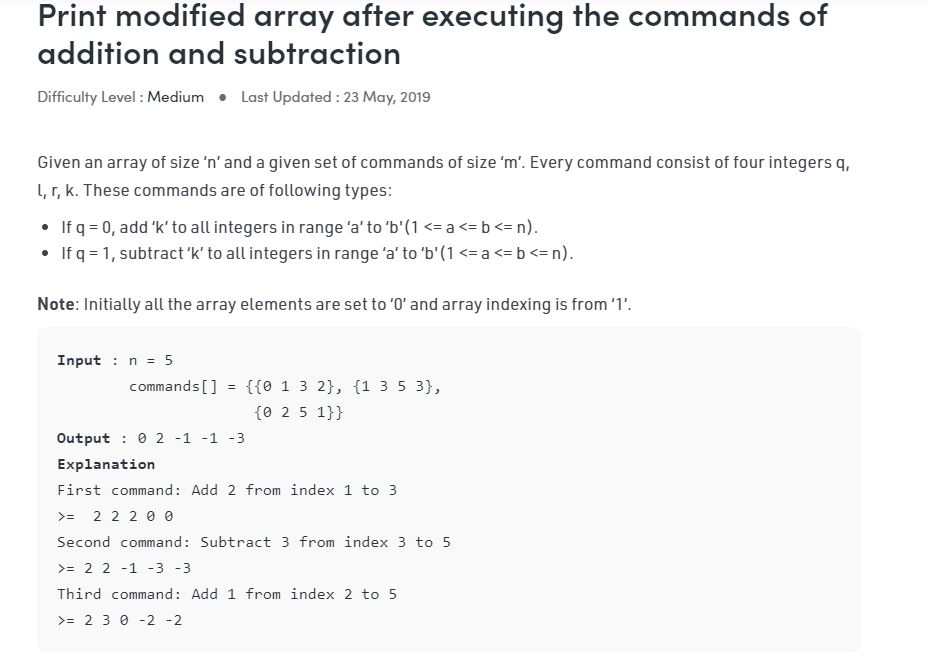 Print modified array after executing the commands of
addition and subtraction
Difficulty Level : Medium ● Last Updated : 23 May, 2019
Given an array of size ‘n’ and a given set of commands of size ‘m’. Every command consist of four integers q,
l, r, k. These commands are of following types:
• If q = 0, add ‘k’ to all integers in range ‘a’ to ‘b'(1 <= a <= b <= n).
• If q = 1, subtract ‘k’ to all integers in range ‘a’ to ‘b'(1 <= a <= b <= n).
Note: Initially all the array elements are set to ‘0’ and array indexing is from ‘1’.
Input : n = 5
commands[] = {{0 1 3 2}, {1 3 5 3},
{0 2 5 1}}
Output : 0 2 -1 -1 -3
Explanation
First command: Add 2 from index 1 to 3
>= 2 2 2 0 0
Second command: Subtract 3 from index 3 to 5
>= 2 2 -1 -3 -3
Third command: Add 1 from index 2 to 5
>= 2 3 0 -2 -2